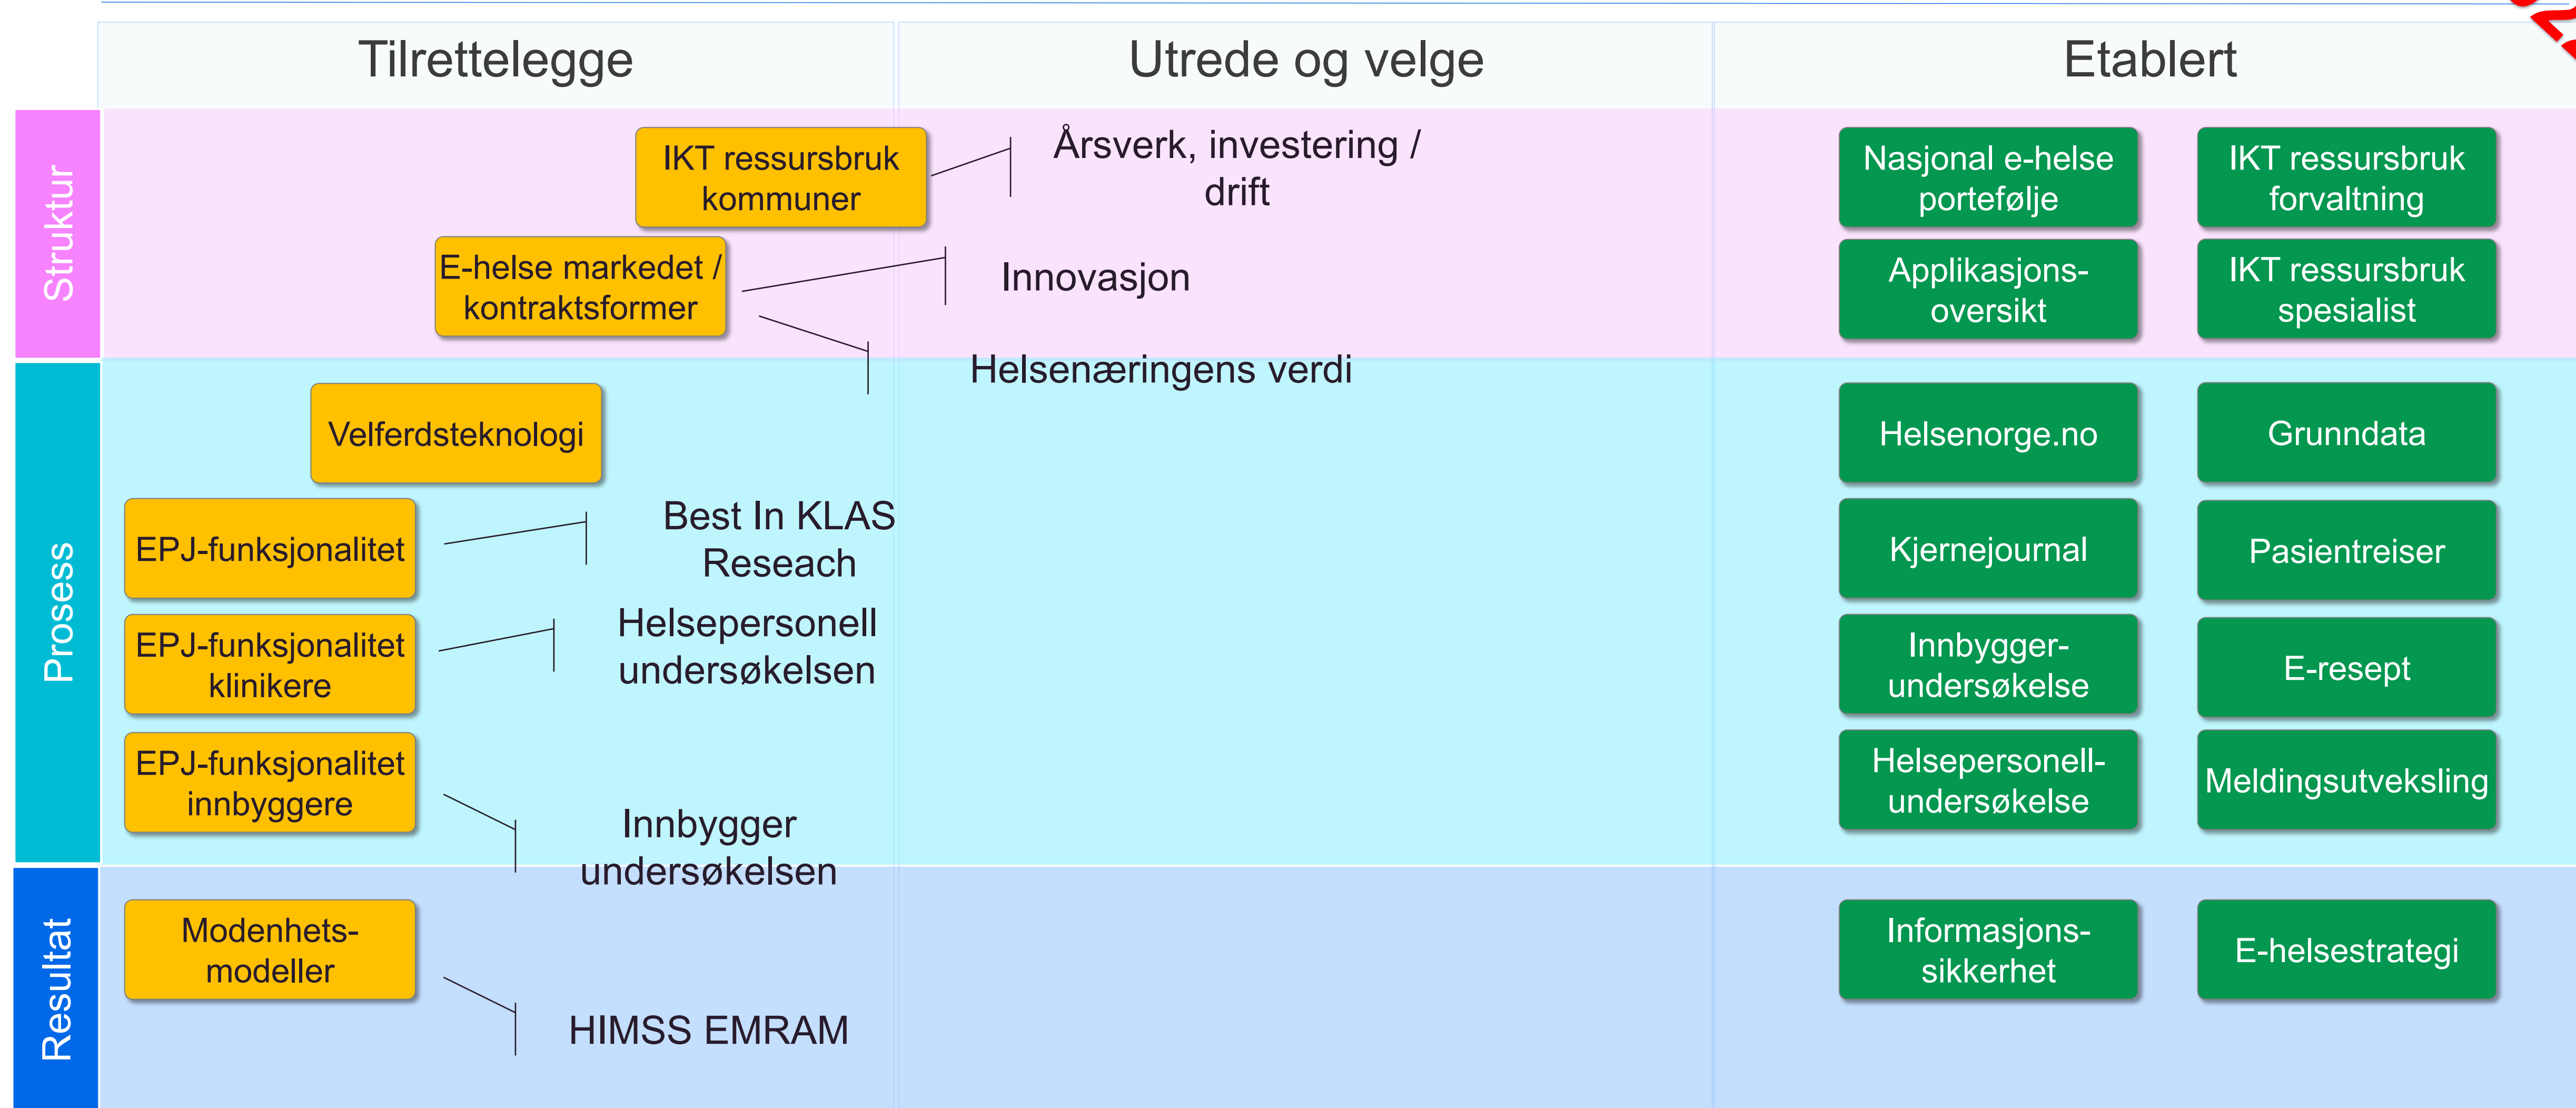 Tilrettelegge
Utrede og velge
Etablert
Struktur
IKT ressursbruk
kommuner
Årsverk, investering /
drift
E-helse markedet /
kontraktsformer
Innovasjon
Helsenæringens verdi
Nasjonal e-helse
portefølje
IKT ressursbruk
forvaltning
Applikasjons-
oversikt
IKT ressursbruk
spesialist
Prosess
Velferdsteknologi
EPJ-funksjonalitet
Best In KLAS
Reseach
EPJ-funksjonalitet
klinikere
Helsepersonell
undersøkelsen
EPJ-funksjonalitet
innbyggere
Innbygger
undersøkelsen
Helsenorge.no
Grunndata
Kjernejournal
Pasientreiser
Innbygger-
undersøkelse
E-resept
Helsepersonell-
undersøkelse
Meldingsutveksling
Resultat
Modenhets-
modeller
HIMSS EMRAM
Informasjons-
sikkerhet
E-helsestrategi